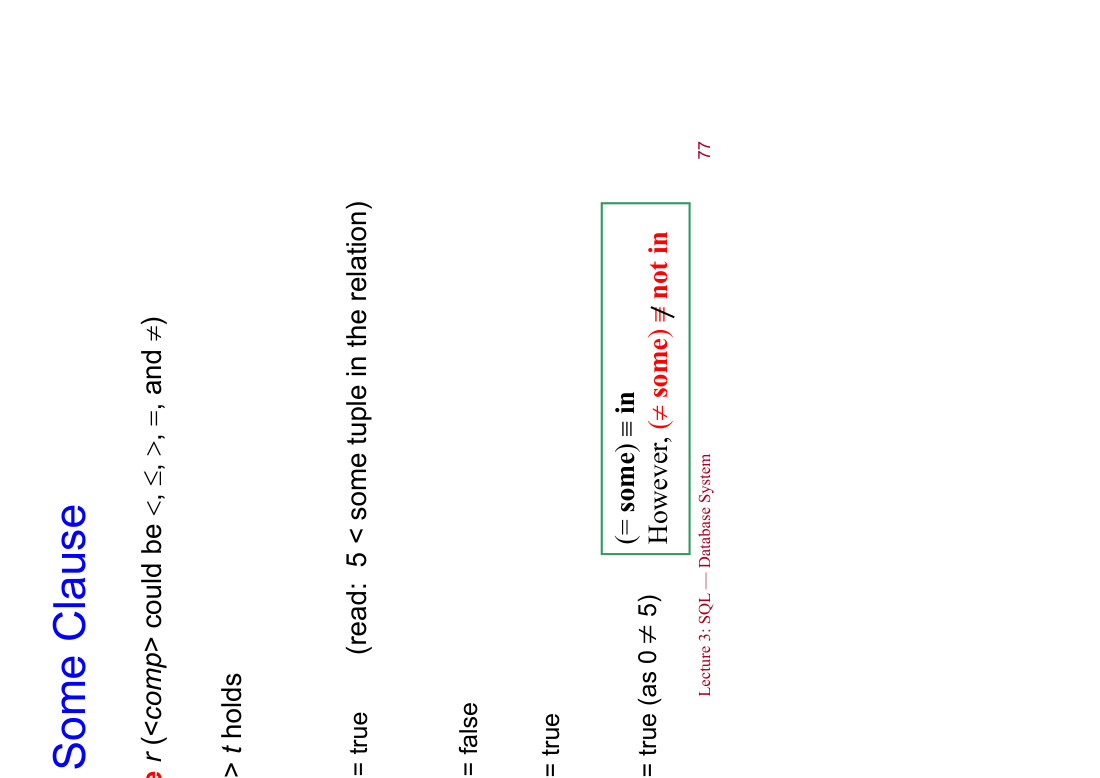 Some Clause
r (<comp> could be <, ≤, >, =, and ≠)
> t holds
= true (read: 5 < some tuple in the relation)
= false
= true
= true (as 0 ≠ 5)
(= some) ≡ in
However, (≠ some) ≢ not in
Lecture 3: SQL — Database System 77